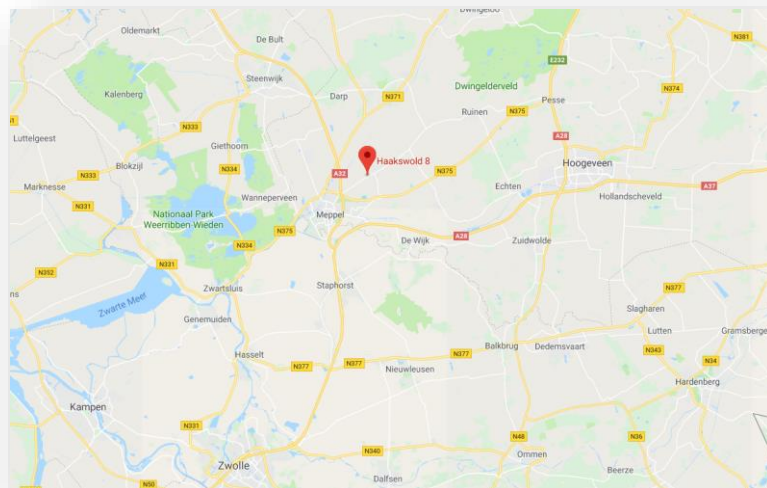 Dwingeloo
Oldemarkt
De Bult
N381
Steenwijk
E232
Kalenberg
Dwingelderveld
N374
Darp
N371
Pesse
Ruinen
N375
Luttelgeest
N333
A28
Giethoorn
Haakswold 8
Hoogeveen
Blokzijl
N334
A32
N375
Marknesse
N333
Echten
A37
Wanneperveen
Hollandscheveld
N331
Meppel
Nationaal Park
Weerribben-Wieden
N375
De Wijk
A28
Zuidwolde
N334
N352
N331
Zwartsluis
Staphorst
N377
Zwarte Meer
Slagharen
Genemuiden
Lutten
Gramsberge
Balkbrug
Dedemsvaart
N343
Hasselt
N377
N377
N377
N34
Nieuwleusen
Hardenberg
Kampen
N331
N48
N36
Zwolle
N340
Ommen
Dalfsen
Beerze
N50